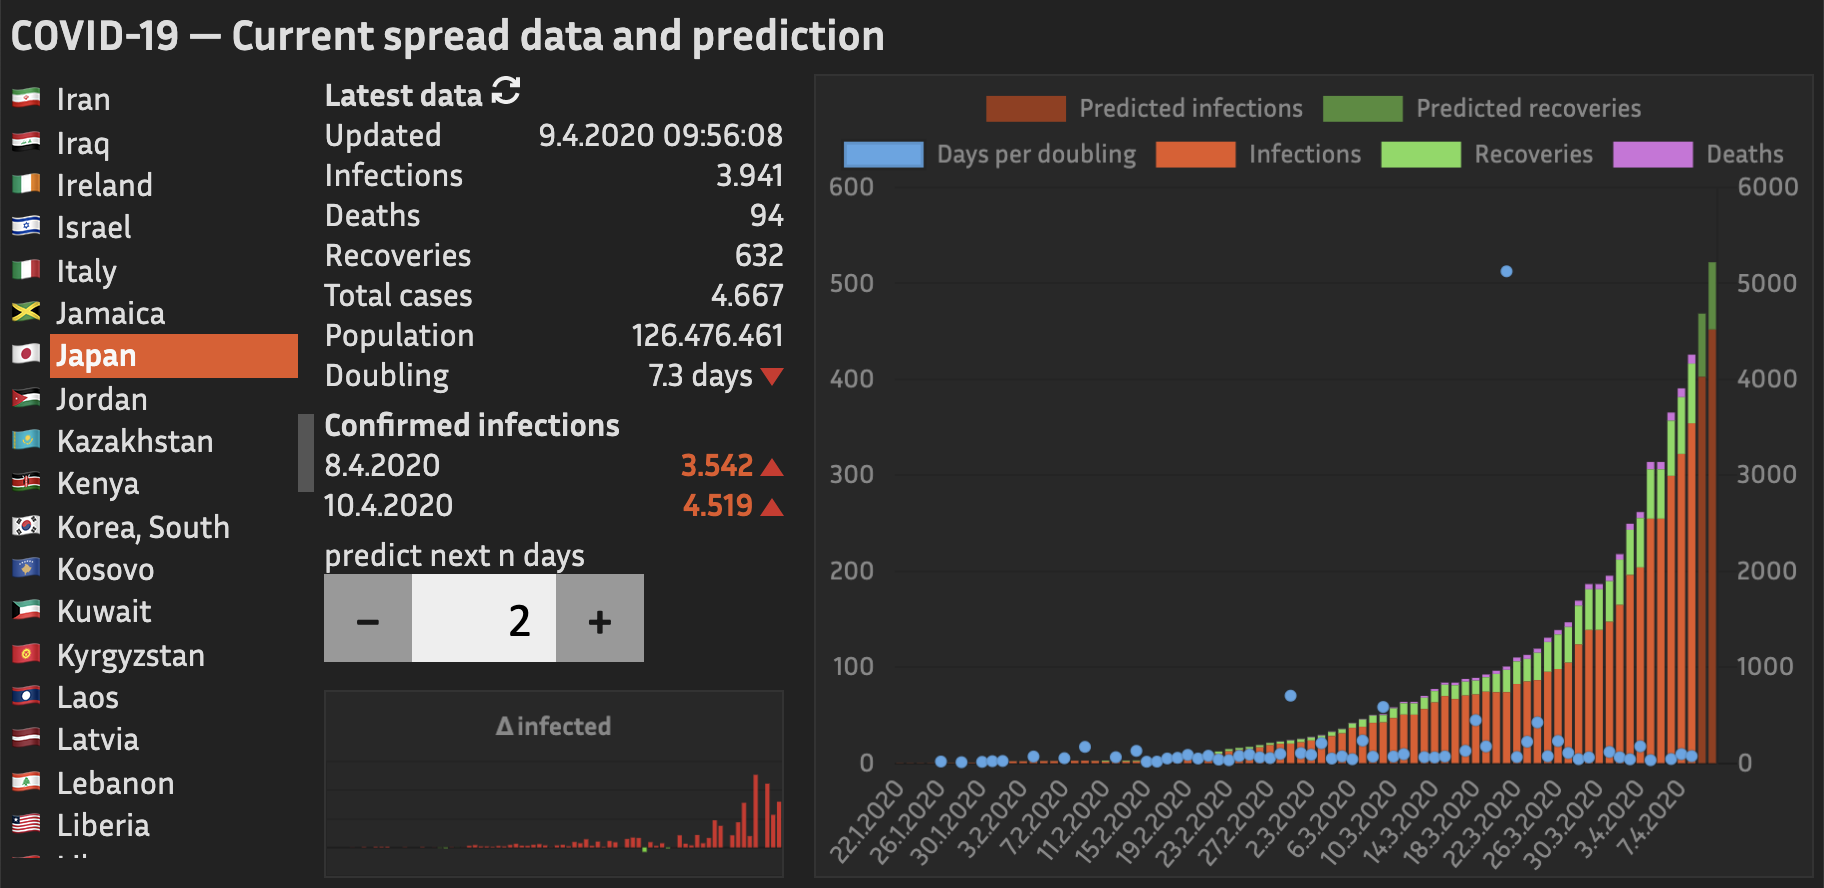 COVID-19 — Current spread data and prediction
Iran
Iraq
Ireland
Israel
Italy
Jamaica
Japan
Jordan
Kazakhstan
Kenya
Korea, South
Kosovo
Kuwait
Kyrgyzstan
Laos
Latvia
Lebanon
Liberia
Latest data
Updated 9.4.2020 09:56:08
Infections 3.941
Deaths 94
Recoveries 632
Total cases 4.667
Population 126.476.461
Doubling 7.3 days
Confirmed infections
8.4.2020 3.542
10.4.2020 4.519
predict next n days
− 2 +
Δ infected
Predicted infections Predicted recoveries
Days per doubling Infections Recoveries Deaths
600 6000
500 5000
400 4000
300 3000
200 2000
100 1000
0 0
22.1.2020
26.1.2020
30.1.2020
3.2.2020
7.2.2020
11.2.2020
15.2.2020
19.2.2020
23.2.2020
27.2.2020
2.3.2020
6.3.2020
10.3.2020
14.3.2020
18.3.2020
22.3.2020
26.3.2020
30.3.2020
3.4.2020
7.4.2020